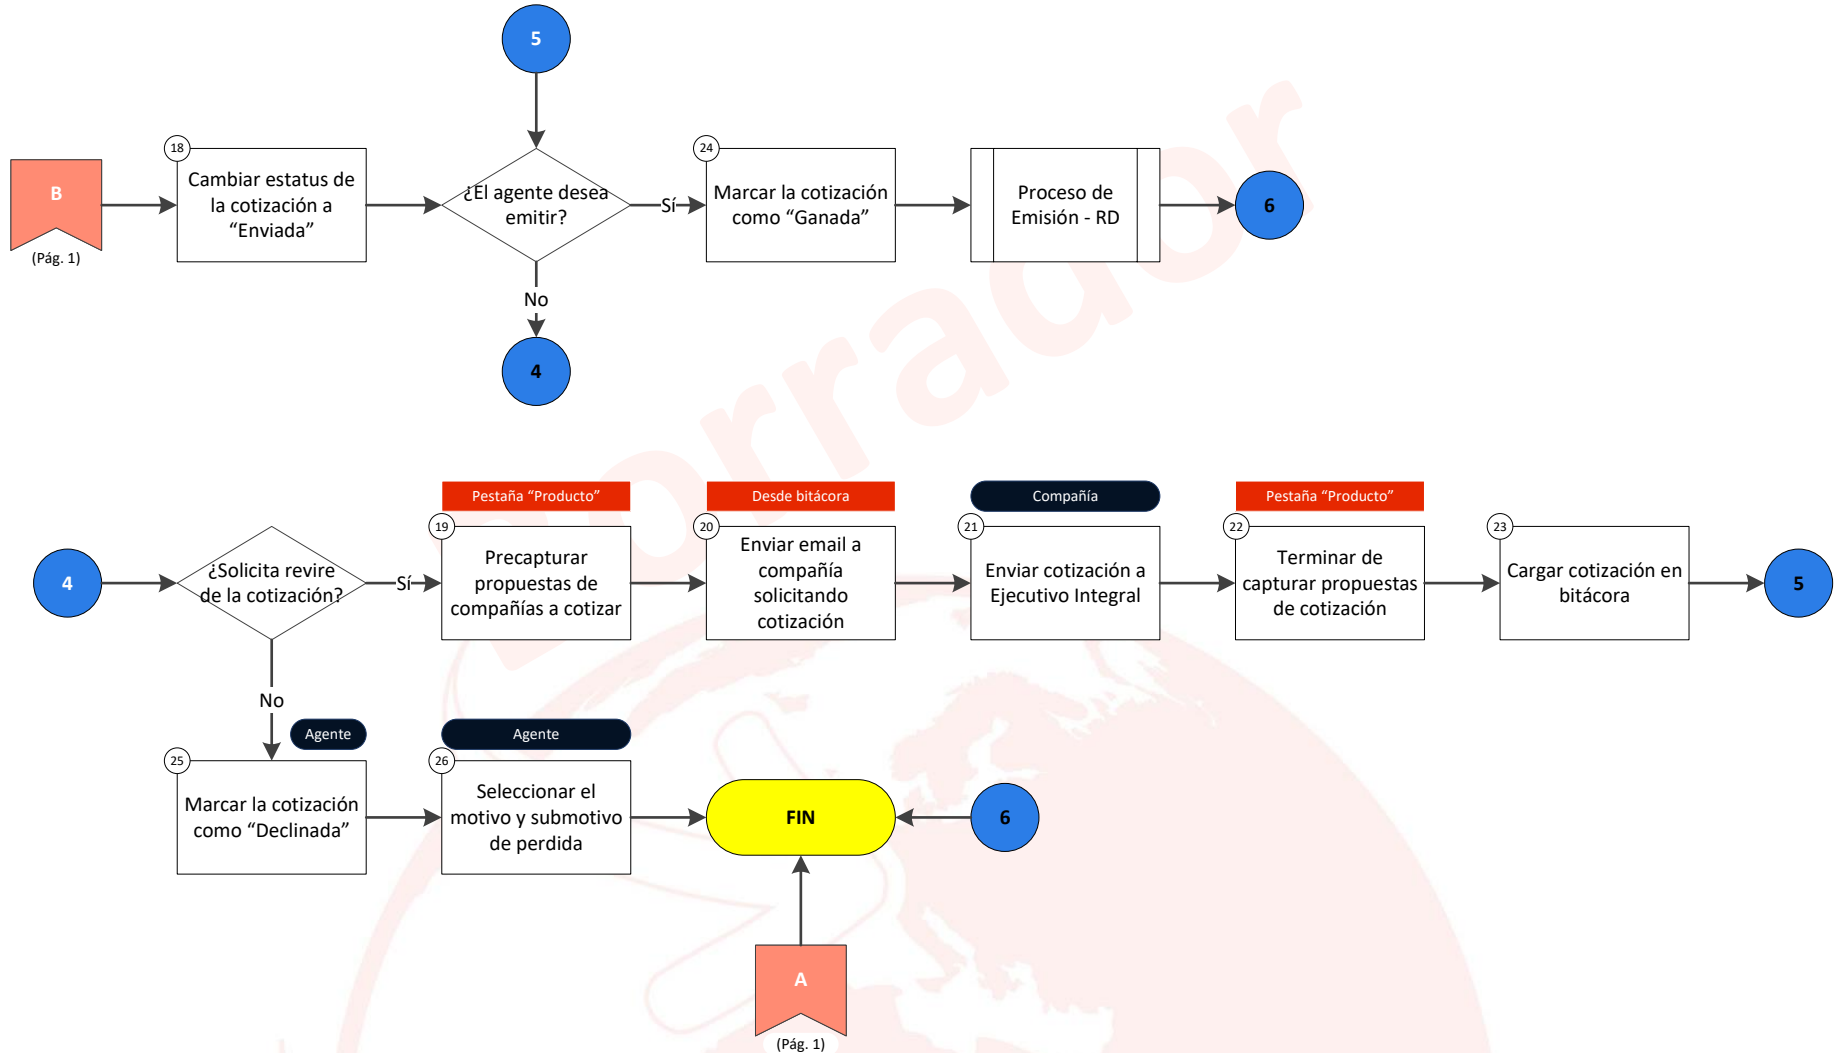 5
18
24
B
Cambiar estatus de
la cotización a
“Enviada”
¿El agente desea
emitir?
Sí
Marcar la cotización
como “Ganada”
Proceso de
Emisión - RD
6
(Pág. 1)
No
4
Borrador
Pestaña “Producto”
Desde bitácora
Compañía
Pestaña “Producto”
19
20
21
22
23
4
¿Solicita revire
de la cotización?
Sí
Precapturar
propuestas de
compañías a cotizar
Enviar email a
compañía
solicitando
cotización
Enviar cotización a
Ejecutivo Integral
Terminar de
capturar propuestas
de cotización
Cargar cotización en
bitácora
5
No
Agente
Agente
25
26
Marcar la cotización
como “Declinada”
Seleccionar el
motivo y submotivo
de perdida
FIN
6
A
(Pág. 1)